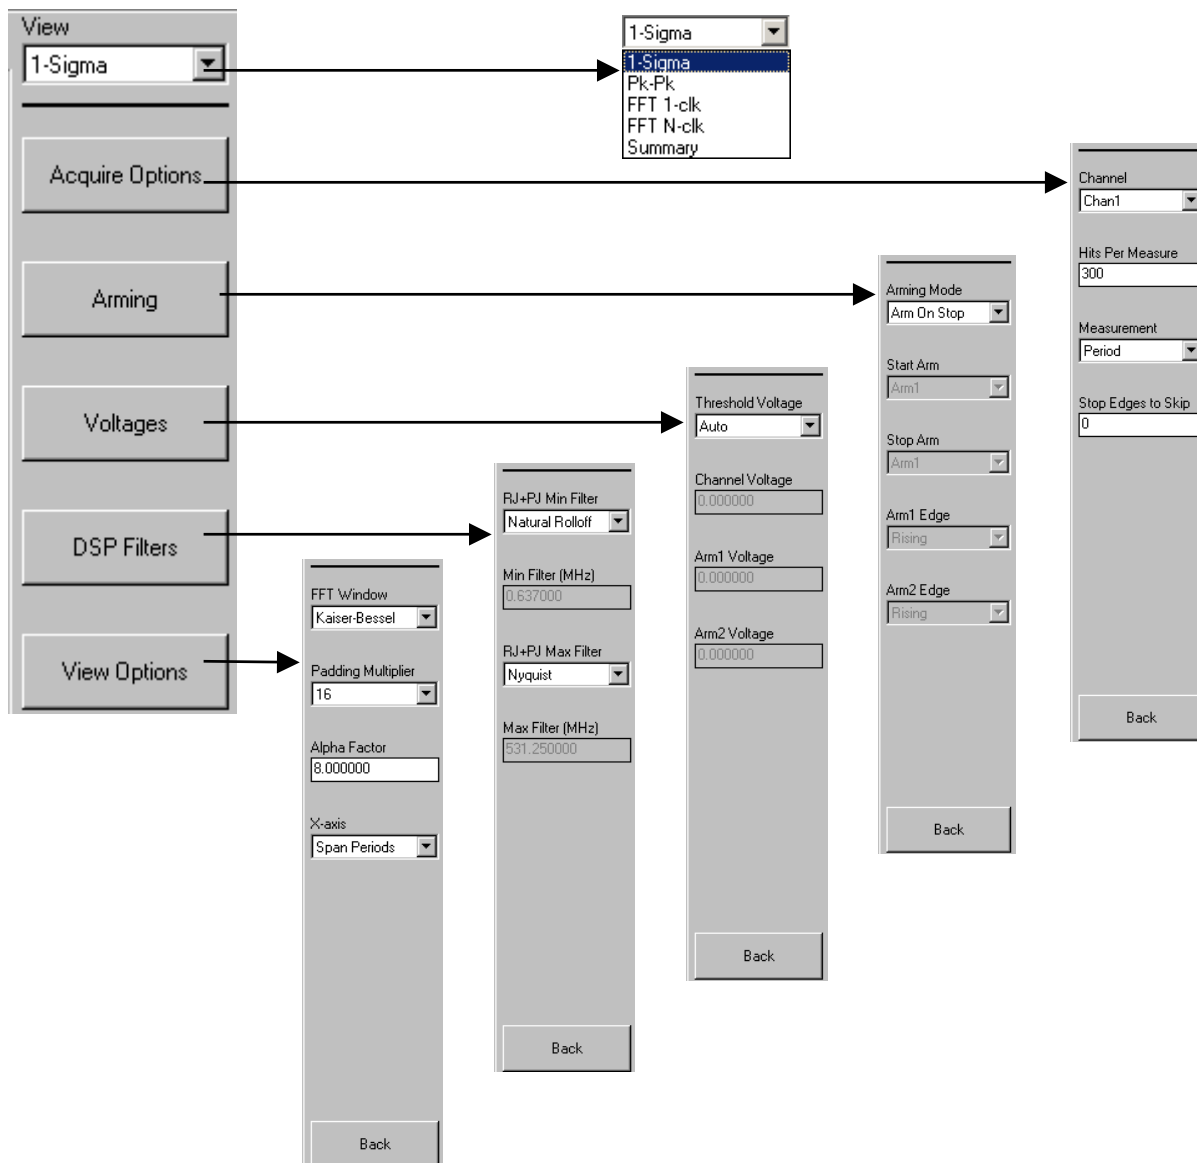 View
1-Sigma
Acquire Options
Arming
Voltages
DSP Filters
View Options
1-Sigma
1-Sigma
Pk-Pk
FFT 1-clk
FFT N-clk
Summary
Channel
Chan1
Hits Per Measure
300
Measurement
Period
Stop Edges to Skip
0
Back
Arming Mode
Arm On Stop
Start Arm
Arm1
Stop Arm
Arm1
Arm1 Edge
Rising
Arm2 Edge
Rising
Back
Threshold Voltage
Auto
Channel Voltage
0.000000
Arm1 Voltage
0.000000
Arm2 Voltage
0.000000
Back
RJ+PJ Min Filter
Natural Rolloff
Min Filter (MHz)
0.637000
RJ+PJ Max Filter
Nyquist
Max Filter (MHz)
531.250000
Back
FFT Window
Kaiser-Bessel
Padding Multiplier
16
Alpha Factor
8.000000
X-axis
Span Periods
Back